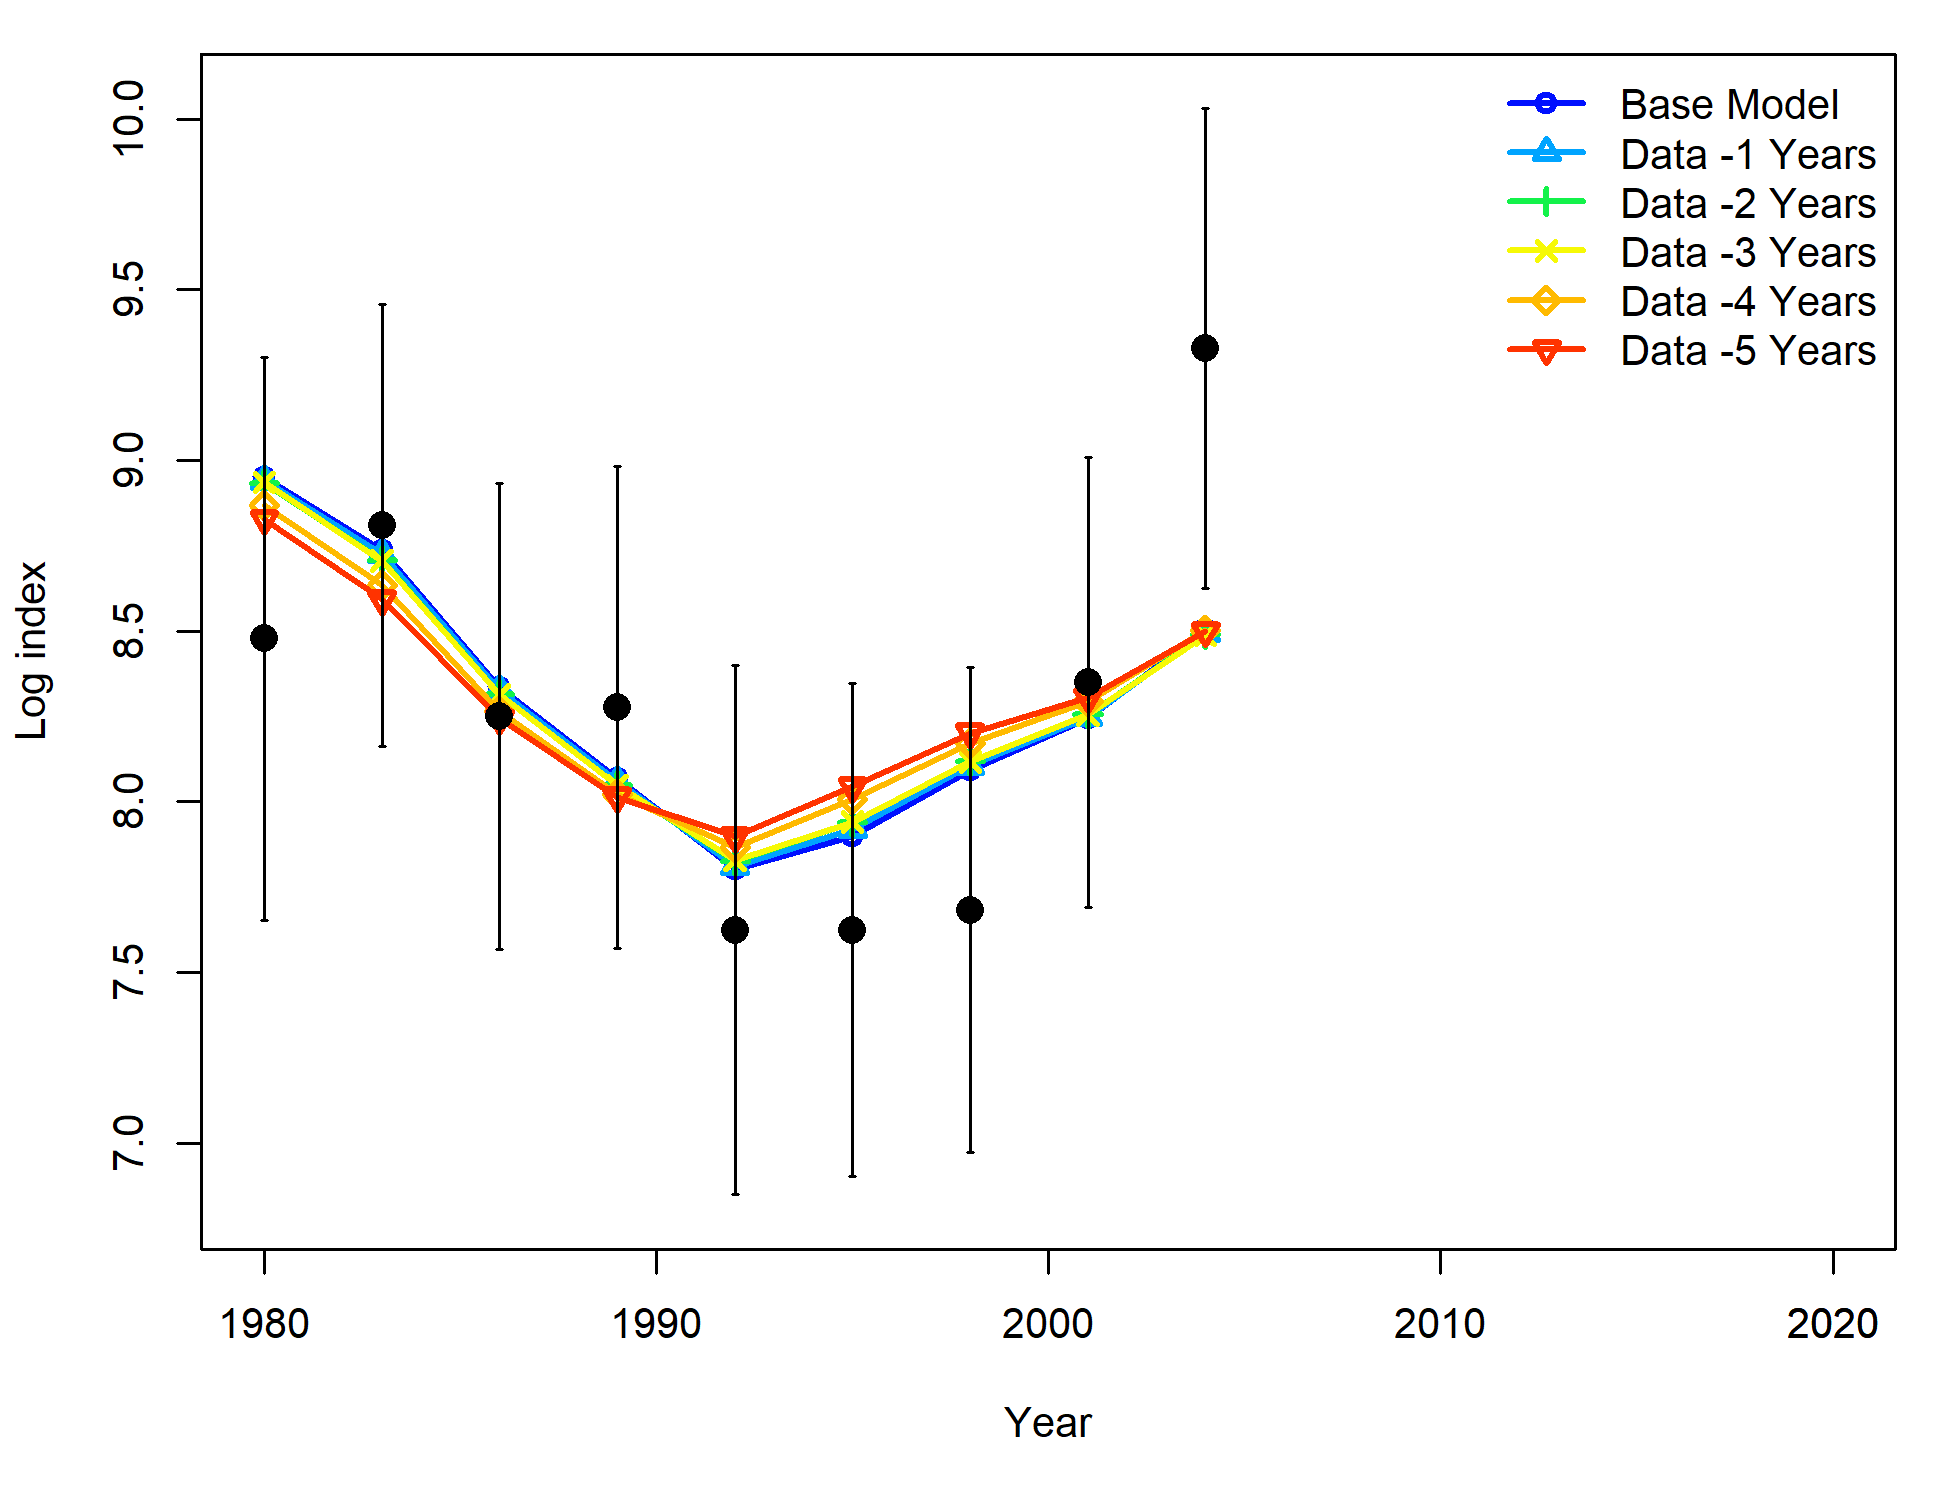 Base Model
Data -1 Years
Data -2 Years
Data -3 Years
Data -4 Years
Data -5 Years
10.0
9.5
9.0
8.5
8.0
7.5
7.0
Log index
1980 1990 2000 2010 2020
Year